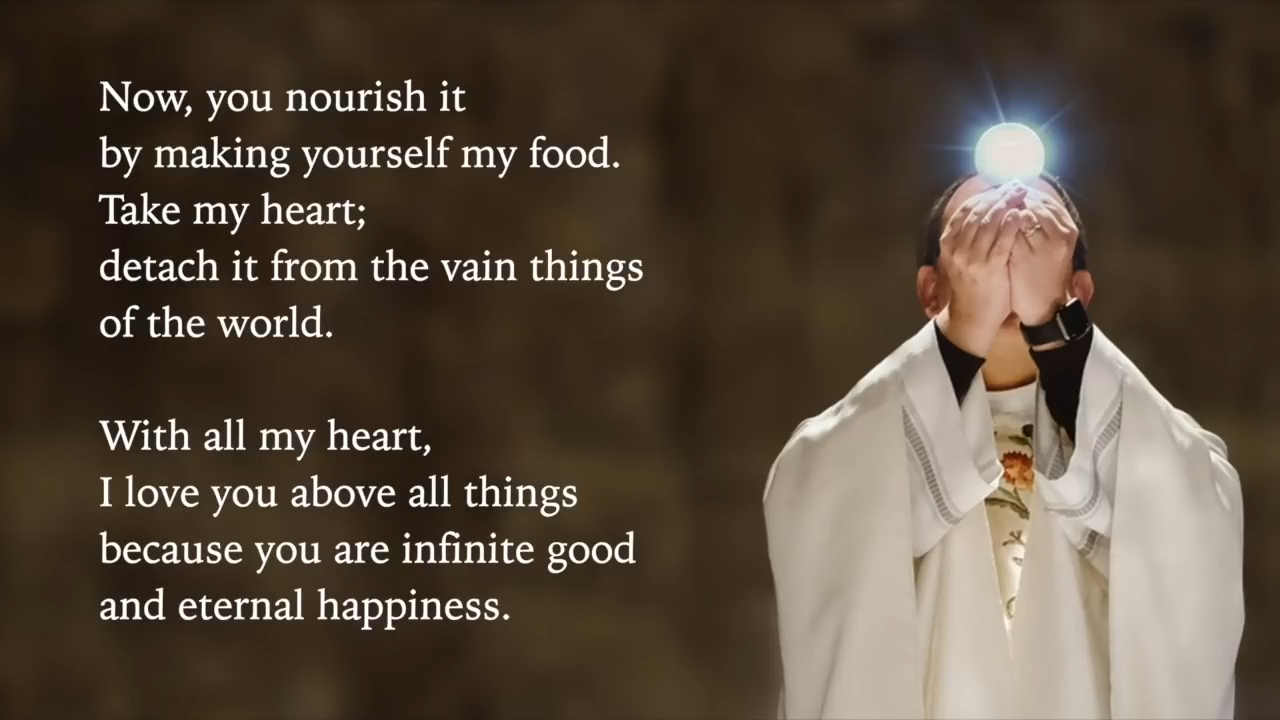 Now, you nourish it
by making yourself my food.
Take my heart;
detach it from the vain things
of the world.
With all my heart,
I love you above all things
because you are infinite good
and eternal happiness.